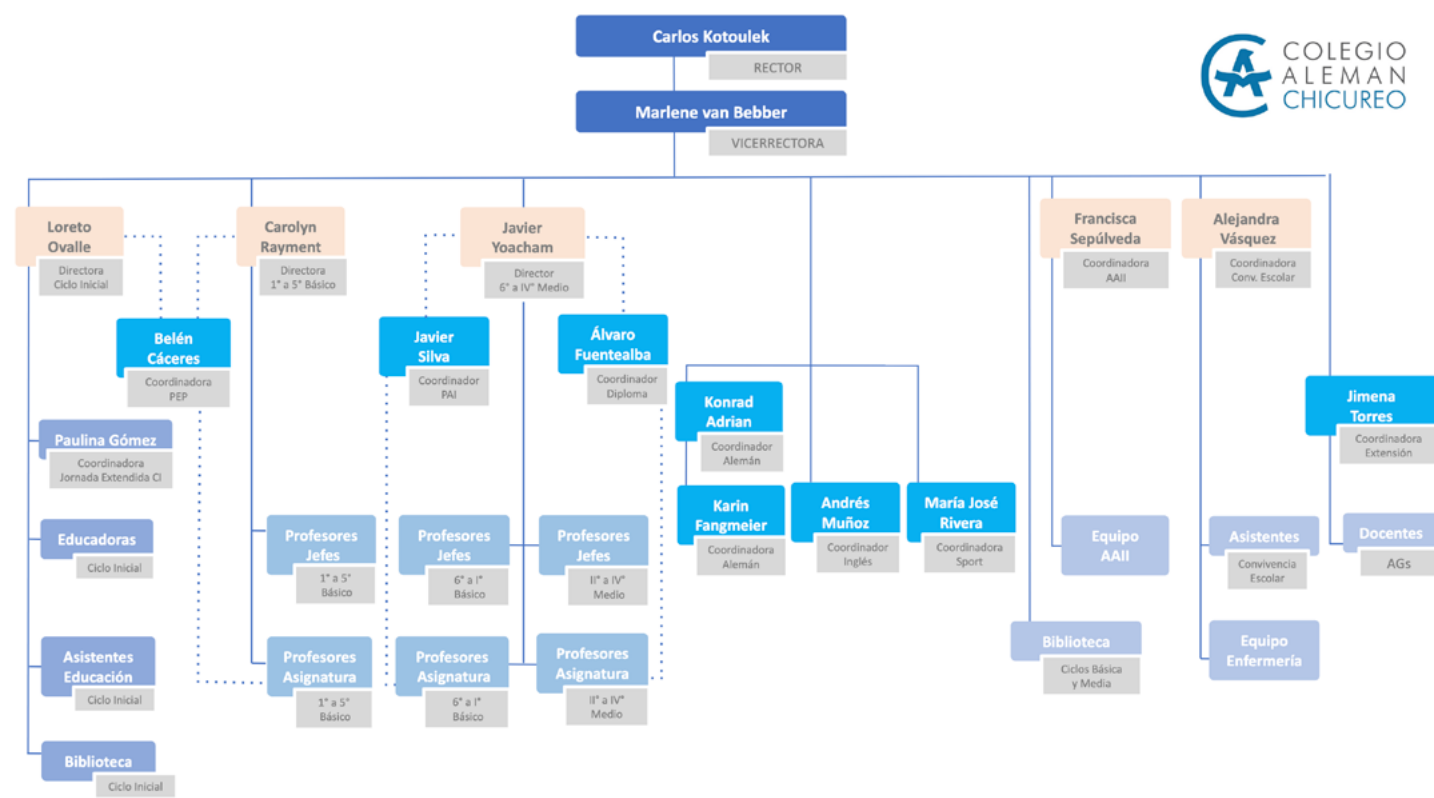 Carlos Kotoulek
RECTOR
COLEGIO
ALEMAN
CHICUREO
Marlene van Bebber
VICERRECTORA
Loreto
Ovalle
Directora
Ciclo Inicial
Carolyn
Rayment
Directora
1° a 5° Básico
Javier
Yoacham
Director
6° a IV° Medio
Francisca
Sepúlveda
Coordinadora
AAII
Alejandra
Vásquez
Coordinadora
Conv. Escolar
Belén
Cáceres
Coordinadora
PEP
Javier
Silva
Coordinador
PAI
Álvaro
Fuentealba
Coordinador
Diploma
Konrad
Adrian
Coordinador
Alemán
Jimena
Torres
Coordinadora
Extensión
Paulina Gómez
Coordinadora
Jornada Extendida CI
Karin
Fangmeier
Coordinadora
Alemán
Andrés
Muñoz
Coordinador
Inglés
María José
Rivera
Coordinadora
Sport
Educadoras
Ciclo Inicial
Profesores
Jefes
1° a 5°
Básico
Profesores
Jefes
6° a I°
Básico
Profesores
Jefes
II° a IV°
Medio
Equipo
AAII
Asistentes
Convivencia
Escolar
Docentes
AGs
Asistentes
Educación
Ciclo Inicial
Profesores
Asignatura
1° a 5°
Básico
Profesores
Asignatura
6° a I°
Básico
Profesores
Asignatura
II° a IV°
Medio
Biblioteca
Ciclos Básica
y Media
Equipo
Enfermería
Biblioteca
Ciclo Inicial